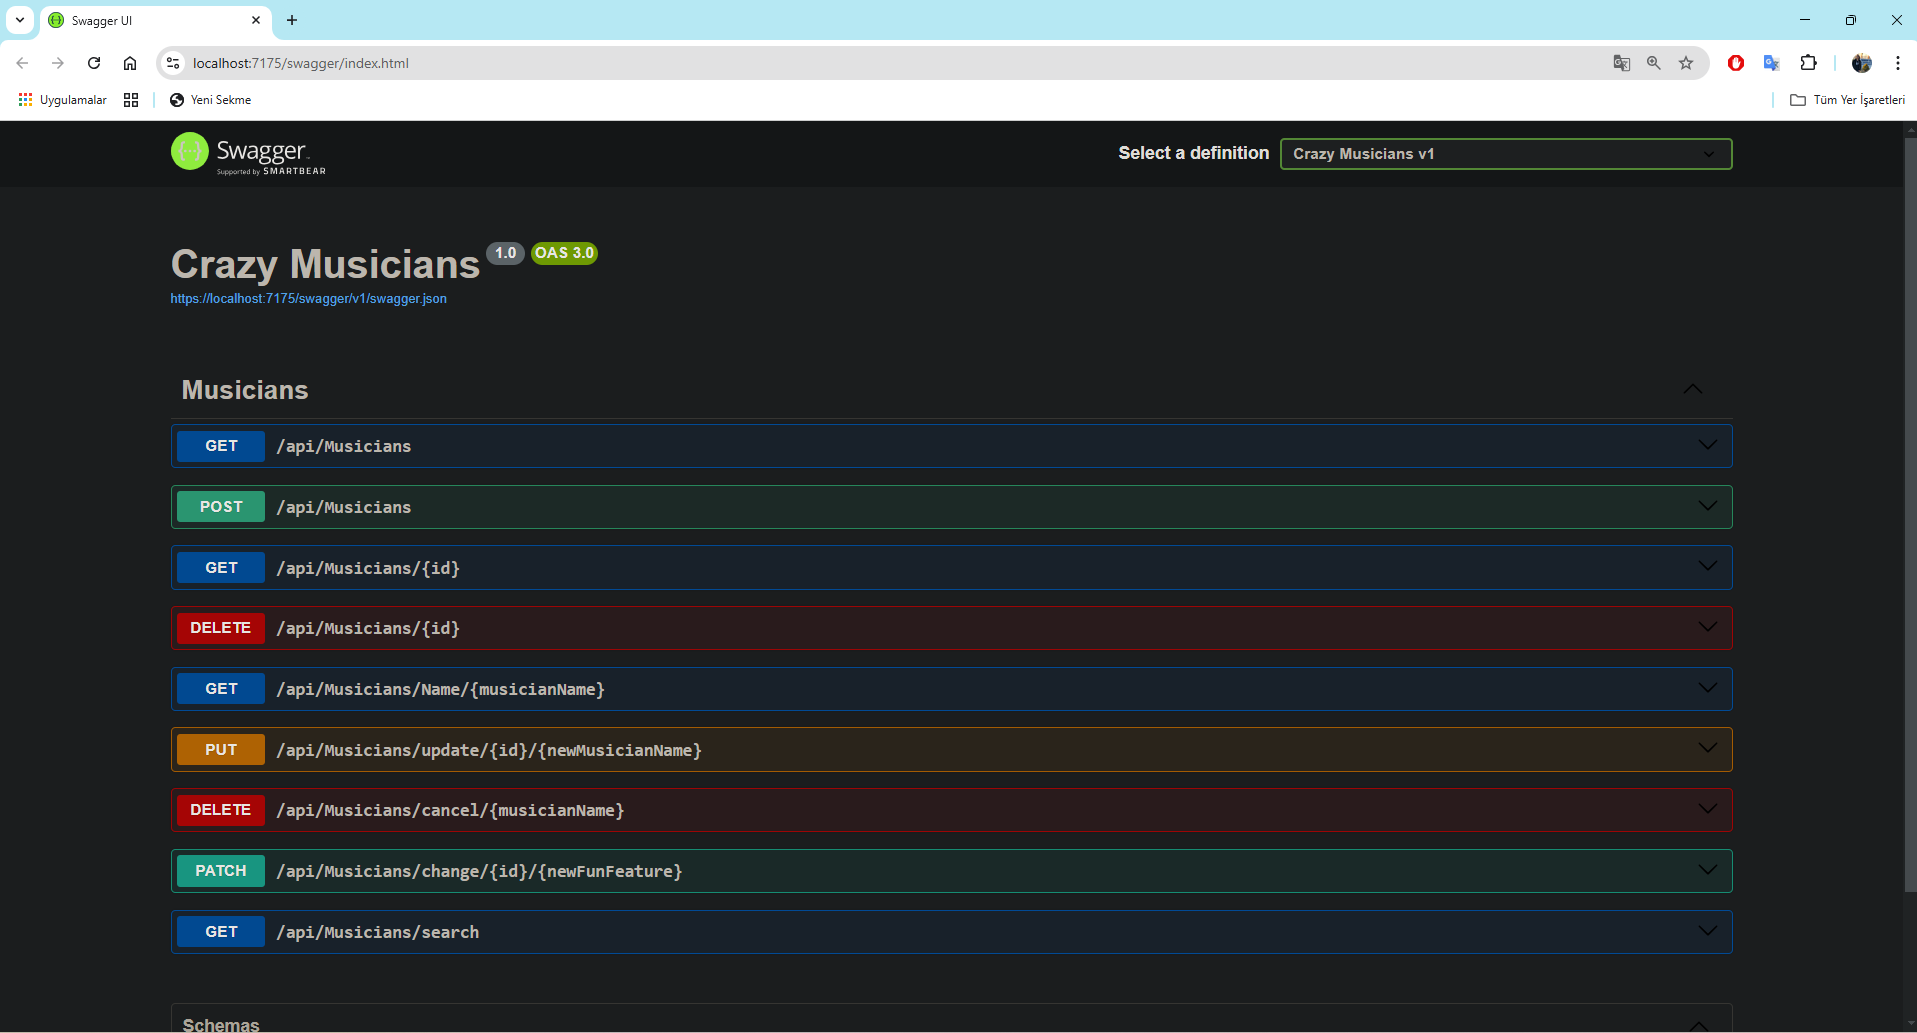 Swagger UI
localhost:7175/swagger/index.html
Uygulamalar
Yeni Sekme
Tüm Yer İşaretleri
Swagger
Supported by SMARTBEAR
Select a definition
Crazy Musicians v1
Crazy Musicians 1.0 OAS 3.0
https://localhost:7175/swagger/v1/swagger.json
Musicians
GET /api/Musicians
POST /api/Musicians
GET /api/Musicians/{id}
DELETE /api/Musicians/{id}
GET /api/Musicians/Name/{musicianName}
PUT /api/Musicians/update/{id}/{newMusicianName}
DELETE /api/Musicians/cancel/{musicianName}
PATCH /api/Musicians/change/{id}/{newFunFeature}
GET /api/Musicians/search
Schemas